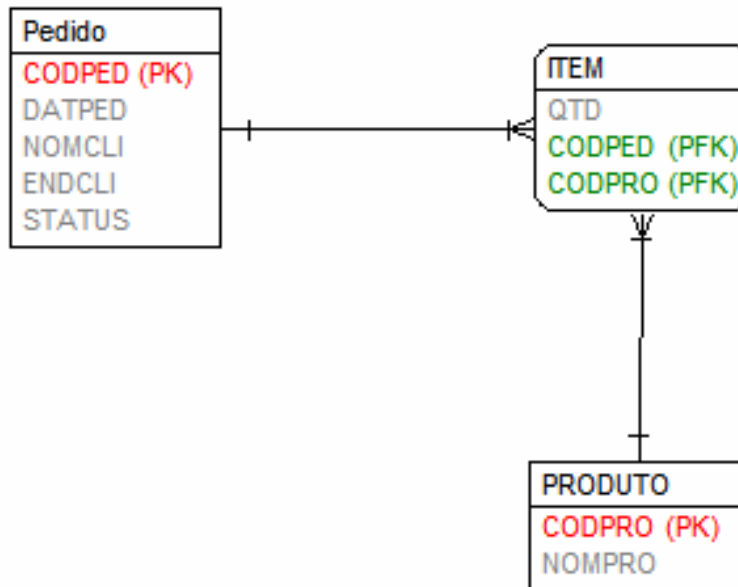 Pedido
CODPED (PK)
DATPED
NOMCLI
ENDCLI
STATUS
ITEM
QTD
CODPED (PFK)
CODPRO (PFK)
PRODUTO
CODPRO (PK)
NOMPRO